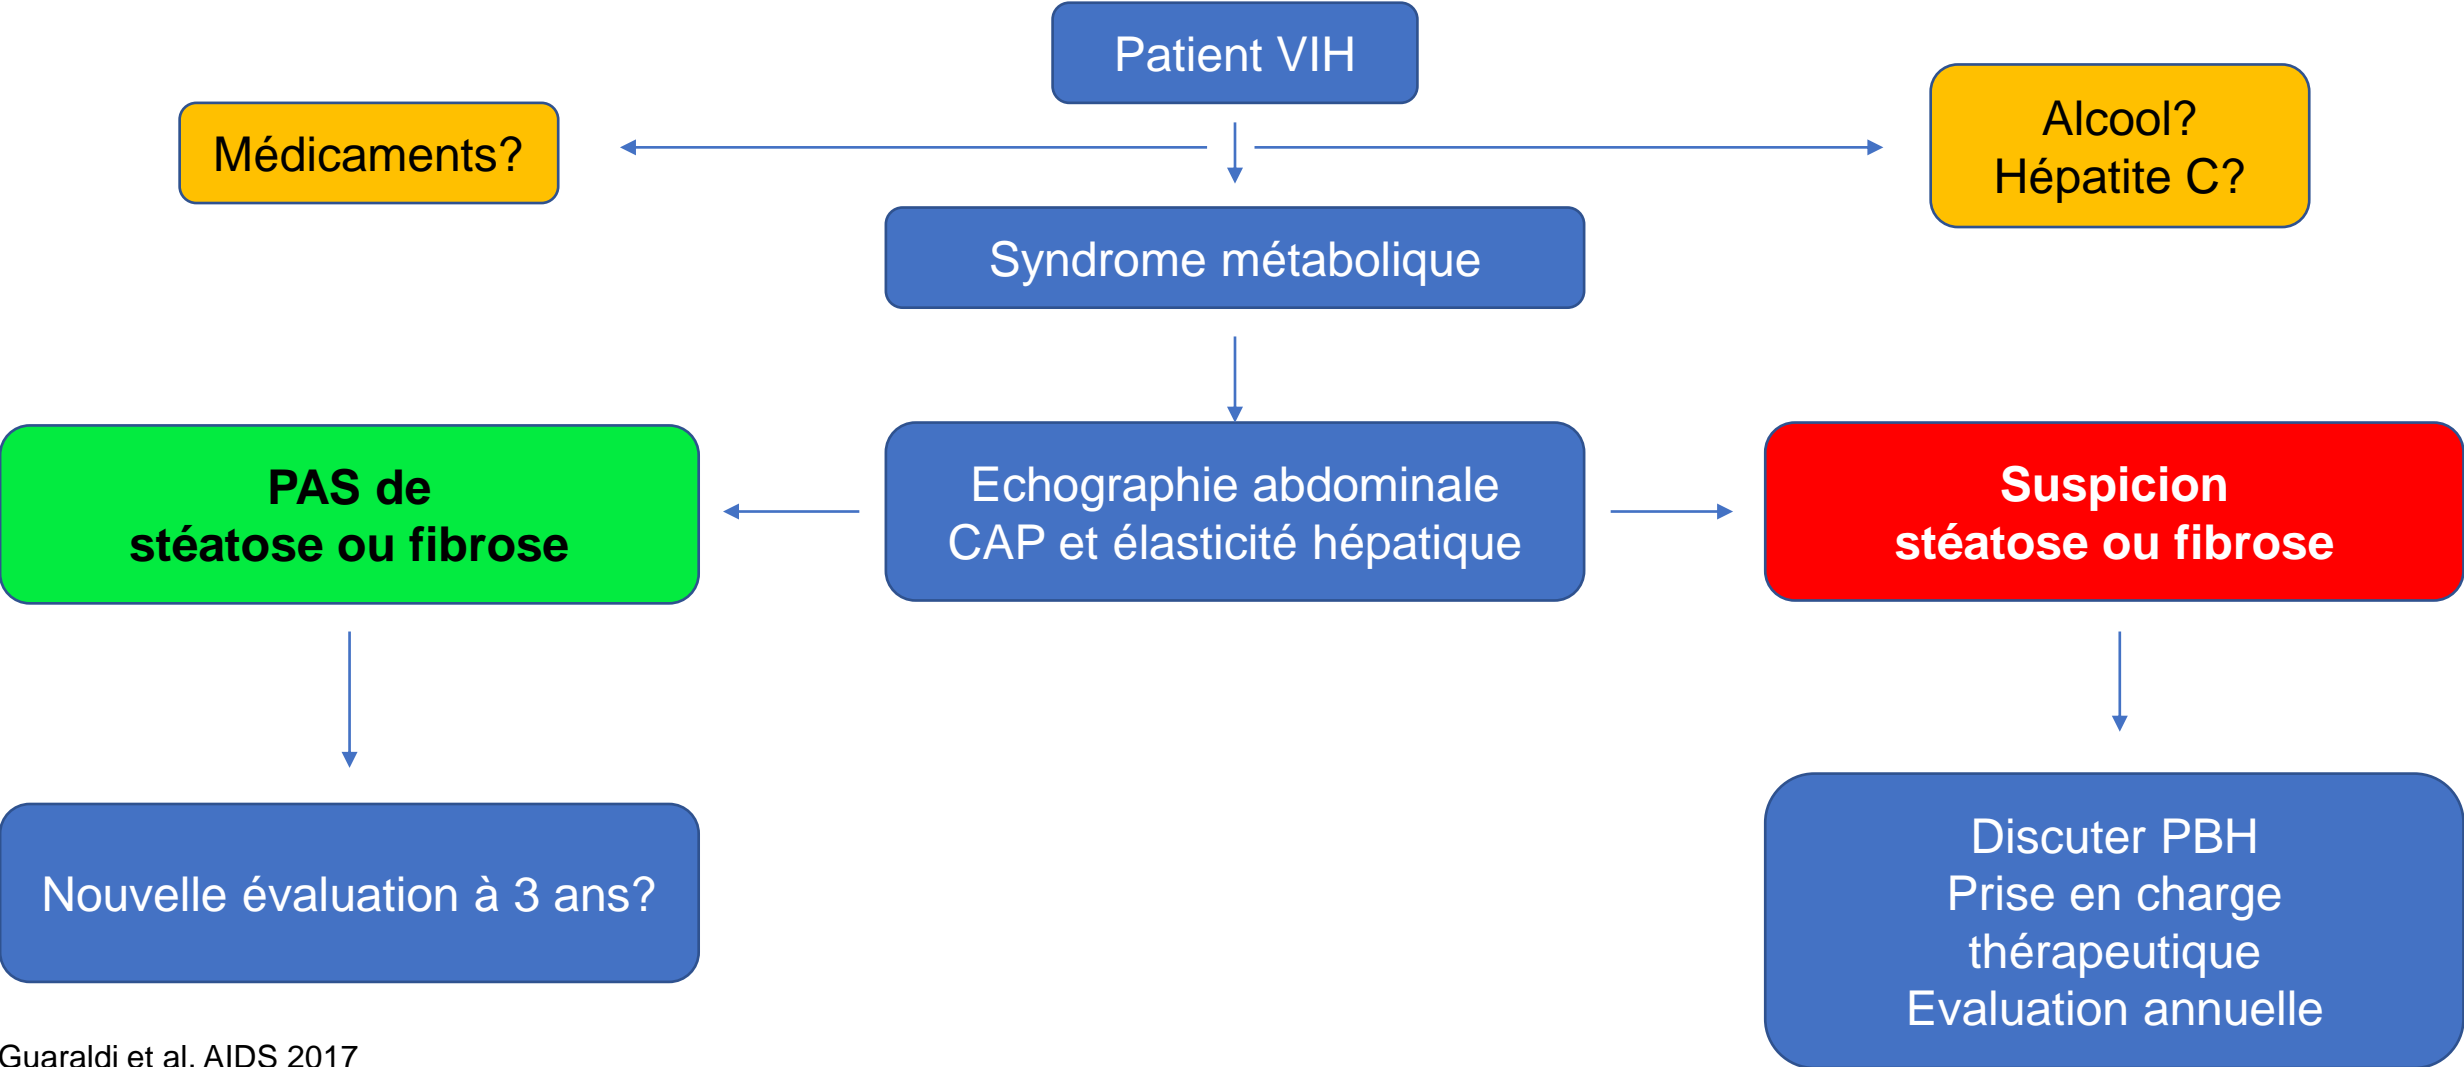 Patient VIH
Médicaments?
Alcool?
Hépatite C?
Syndrome métabolique
PAS de
stéatose ou fibrose
Echographie abdominale
CAP et élasticité hépatique
Suspicion
stéatose ou fibrose
Nouvelle évaluation à 3 ans?
Discuter PBH
Prise en charge
thérapeutique
Evaluation annuelle
Guaraldi et al. AIDS 2017